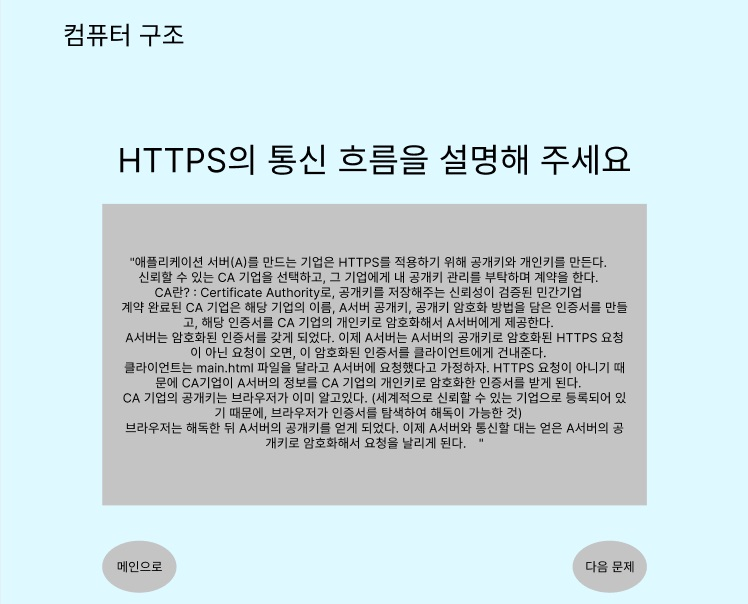 컴퓨터 구조
HTTPS의 통신 흐름을 설명해 주세요
"애플리케이션 서버(A)를 만드는 기업은 HTTPS를 적용하기 위해 공개키와 개인키를 만든다.
신뢰할 수 있는 CA 기업을 선택하고, 그 기업에게 내 공개키 관리를 부탁하며 계약을 한다.
CA란? : Certificate Authority로, 공개키를 저장해주는 신뢰성이 검증된 민간기업
계약 완료된 CA 기업은 해당 기업의 이름, A서버 공개키, 공개키 암호화 방법을 담은 인증서를 만들
고, 해당 인증서를 CA 기업의 개인키로 암호화해서 A서버에게 제공한다.
A서버는 암호화된 인증서를 갖게 되었다. 이제 A서버는 A서버의 공개키로 암호화된 HTTPS 요청
이 아닌 요청이 오면, 이 암호화된 인증서를 클라이언트에게 건내준다.
클라이언트는 main.html 파일을 달라고 A서버에 요청했다고 가정하자. HTTPS 요청이 아니기 때
문에 CA기업이 A서버의 정보를 CA 기업의 개인키로 암호화한 인증서를 받게 된다.
CA 기업의 공개키는 브라우저가 이미 알고있다. (세계적으로 신뢰할 수 있는 기업으로 등록되어 있
기 때문에, 브라우저가 인증서를 탐색하여 해독이 가능한 것)
브라우저는 해독한 뒤 A서버의 공개키를 얻게 되었다. 이제 A서버와 통신할 대는 얻은 A서버의 공
개키로 암호화해서 요청을 날리게 된다. "
메인으로
다음 문제